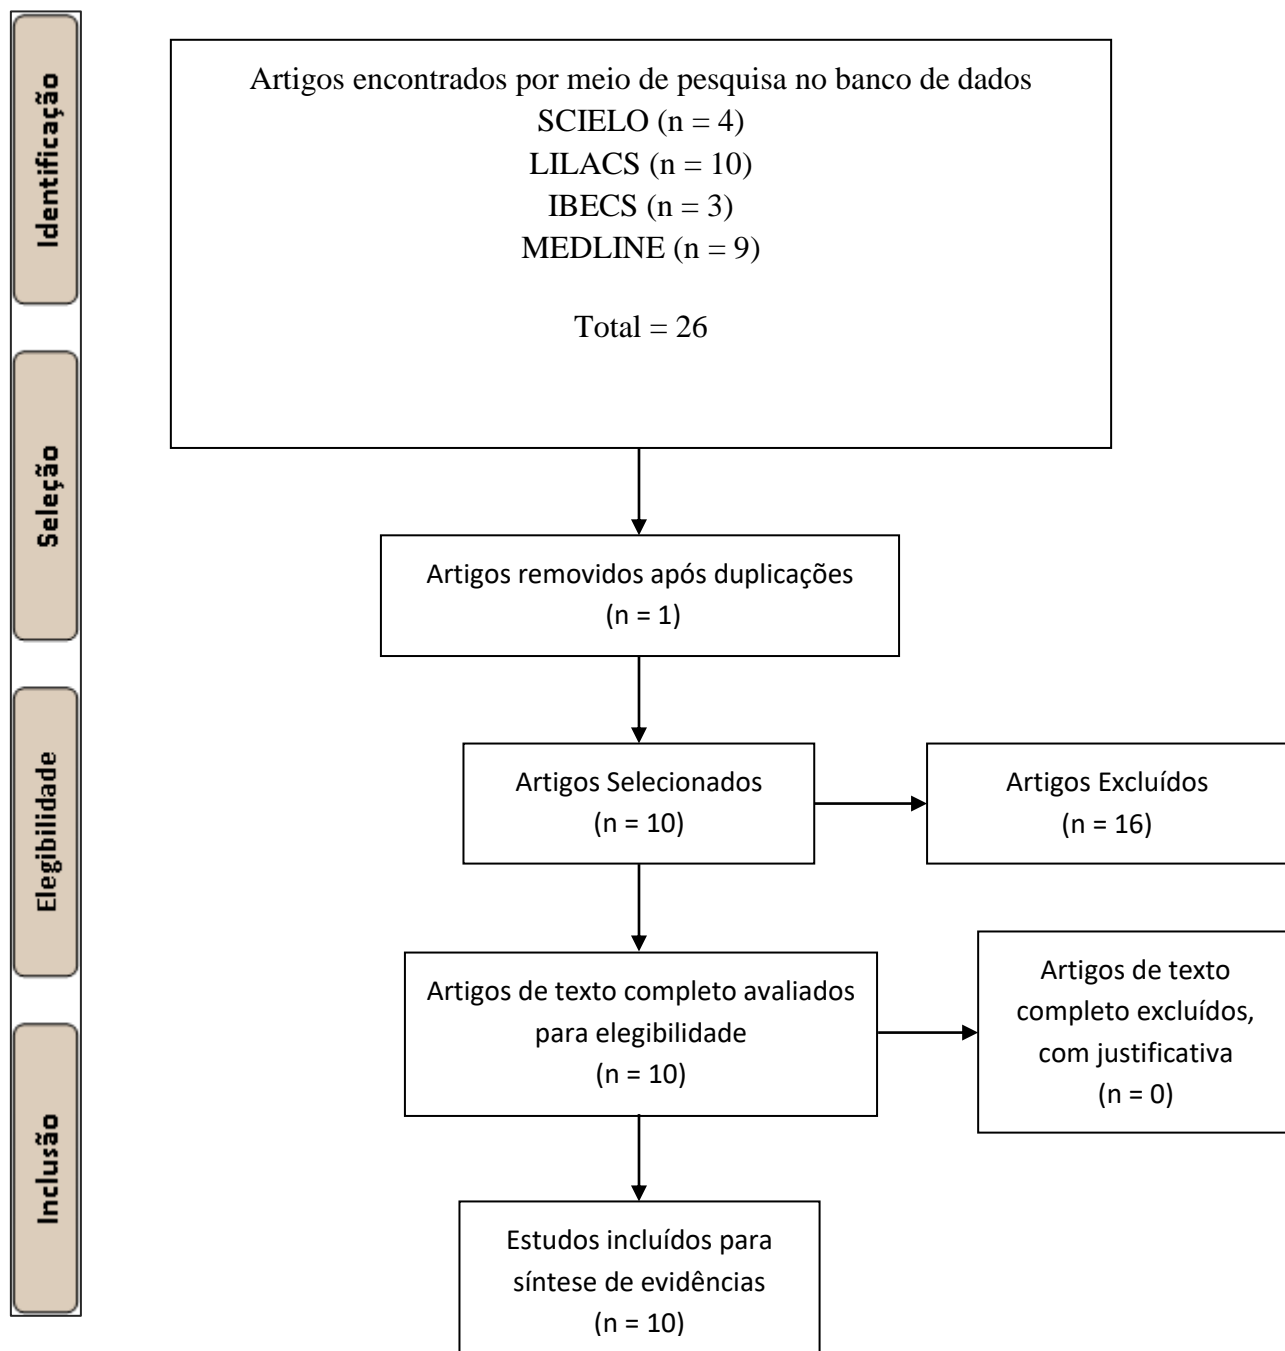 Identificação
Artigos encontrados por meio de pesquisa no banco de dados
SCIELO (n = 4)
LILACS (n = 10)
IBECS (n = 3)
MEDLINE (n = 9)
Total = 26
Seleção
Artigos removidos após duplicações
(n = 1)
Elegibilidade
Artigos Selecionados
(n = 10)
Artigos Excluídos
(n = 16)
Artigos de texto completo avaliados
para elegibilidade
(n = 10)
Artigos de texto
completo excluídos,
com justificativa
(n = 0)
Inclusão
Estudos incluídos para
síntese de evidências
(n = 10)